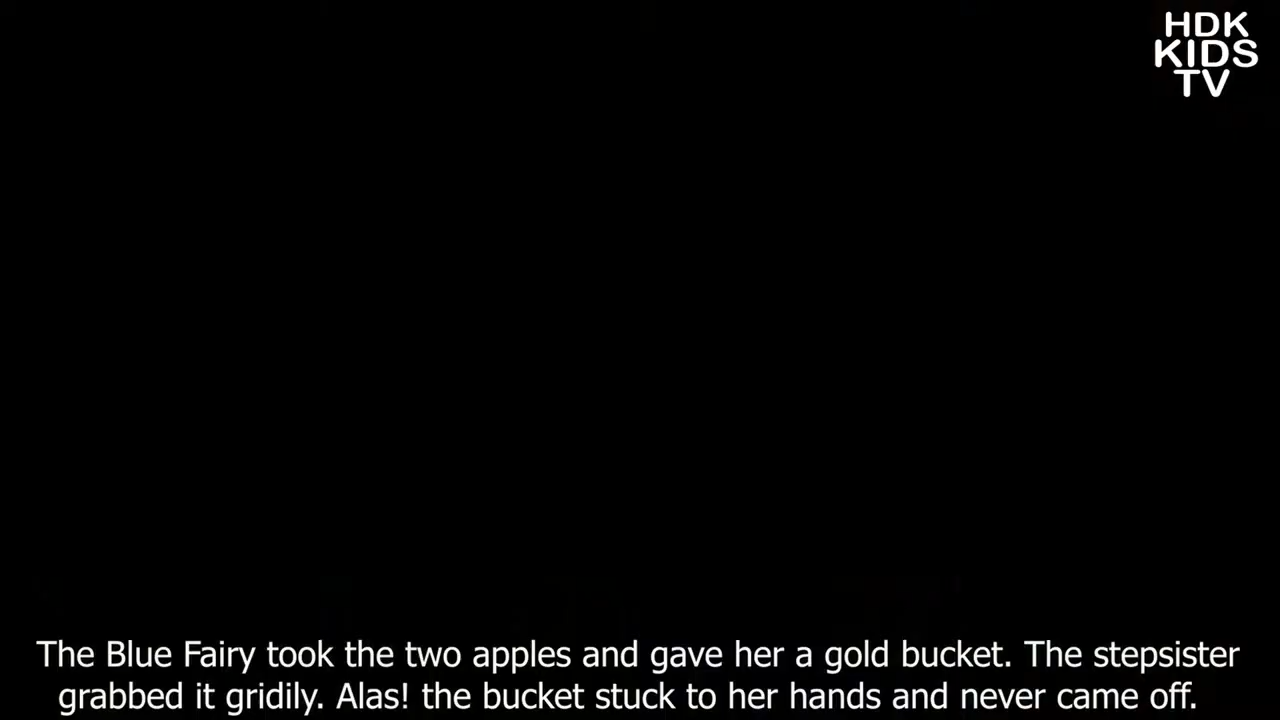 HDK
KIDS
TV
The Blue Fairy took the two apples and gave her a gold bucket. The stepsister
grabbed it gridily. Alas! the bucket stuck to her hands and never came off.